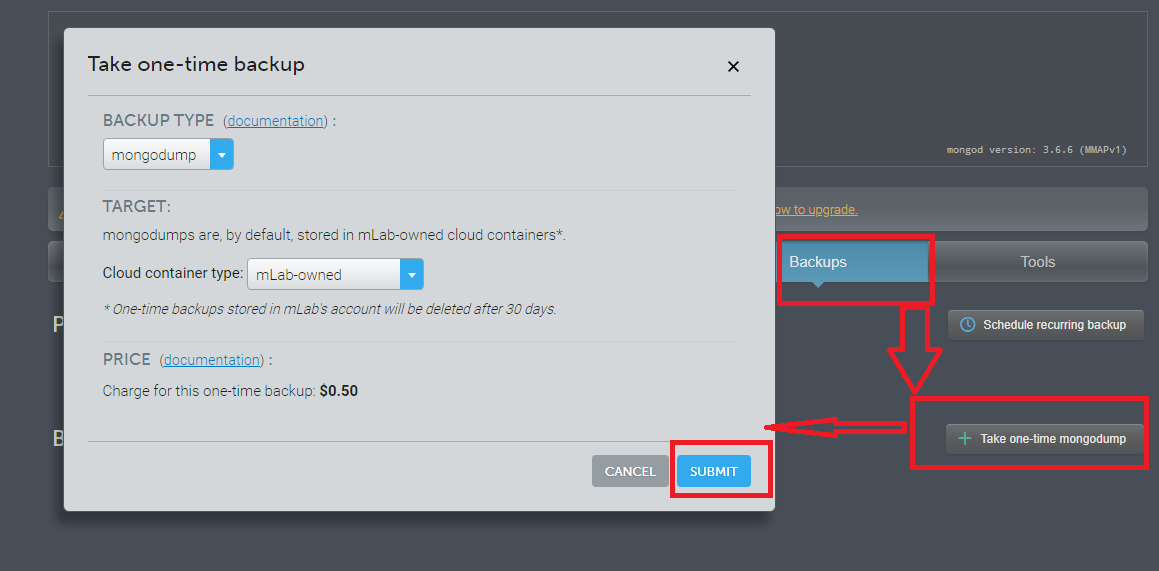 Take one-time backup
×
BACKUP TYPE (documentation) :
mongodump
TARGET:
mongodumps are, by default, stored in mLab-owned cloud containers*.
Cloud container type: mLab-owned
* One-time backups stored in mLab's account will be deleted after 30 days.
PRICE (documentation) :
Charge for this one-time backup: $0.50
CANCEL
SUBMIT
mongod version: 3.6.6 (MMAPv1)
to upgrade.
Backups
Tools
Schedule recurring backup
+ Take one-time mongodump